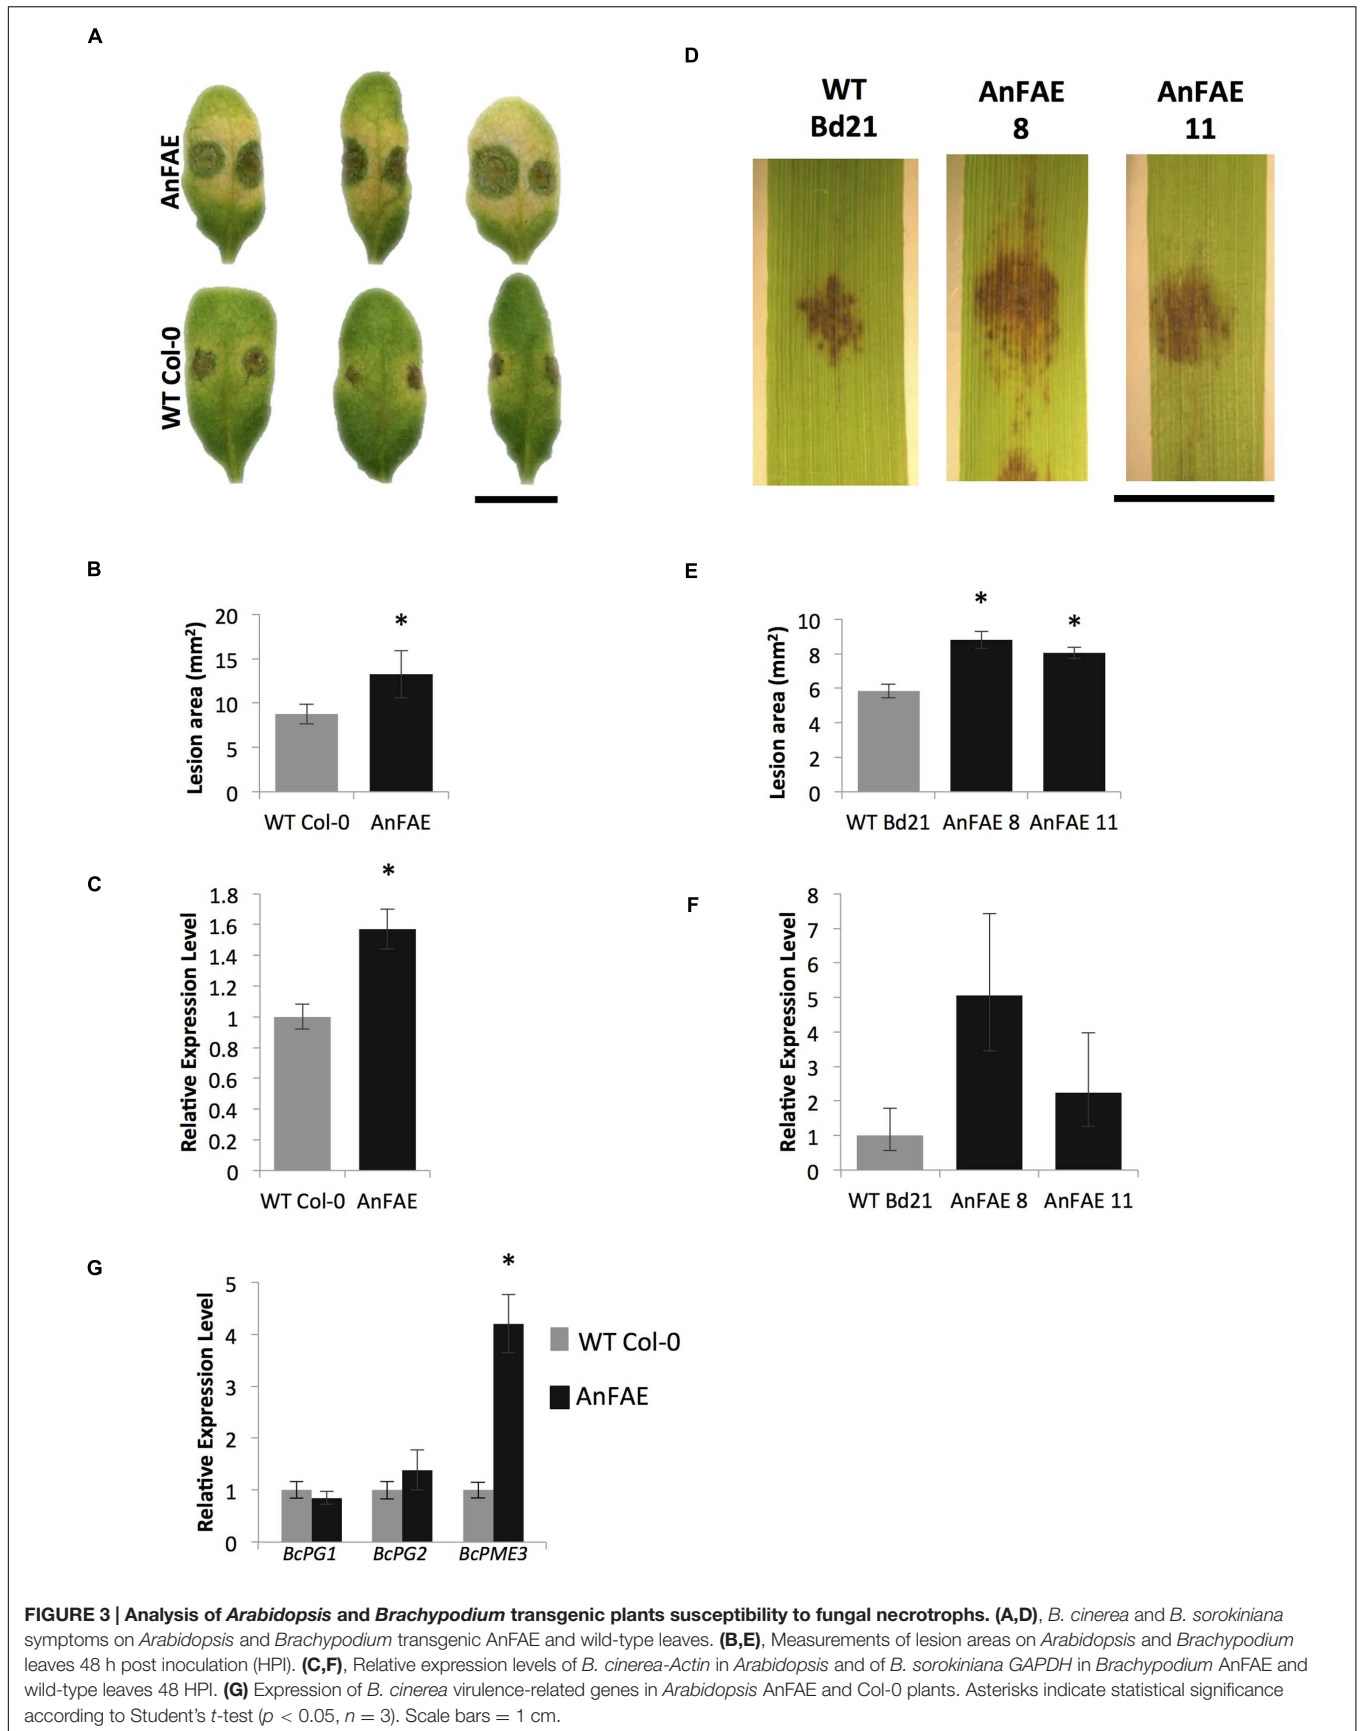 A
AnFAE
WT Col-0
D
WT
Bd21
AnFAE
8
AnFAE
11
B
Lesion area (mm²)
20
15
10
5
0
*
WT Col-0
AnFAE
E
Lesion area (mm²)
10
8
6
4
2
0
*
*
WT Bd21
AnFAE 8
AnFAE 11
C
Relative Expression Level
1.8
1.6
1.4
1.2
1
0.8
0.6
0.4
0.2
0
*
WT Col-0
AnFAE
F
Relative Expression Level
8
7
6
5
4
3
2
1
0
WT Bd21
AnFAE 8
AnFAE 11
G
Relative Expression Level
5
4
3
2
1
0
*
BcPG1
BcPG2
BcPME3
WT Col-0
AnFAE
FIGURE 3 | Analysis of Arabidopsis and Brachypodium transgenic plants susceptibility to fungal necrotrophs. (A,D), B. cinerea and B. sorokiniana
symptoms on Arabidopsis and Brachypodium transgenic AnFAE and wild-type leaves. (B,E), Measurements of lesion areas on Arabidopsis and Brachypodium
leaves 48 h post inoculation (HPI). (C,F), Relative expression levels of B. cinerea-Actin in Arabidopsis and of B. sorokiniana GAPDH in Brachypodium AnFAE and
wild-type leaves 48 HPI. (G) Expression of B. cinerea virulence-related genes in Arabidopsis AnFAE and Col-0 plants. Asterisks indicate statistical significance
according to Student's t-test (p < 0.05, n = 3). Scale bars = 1 cm.